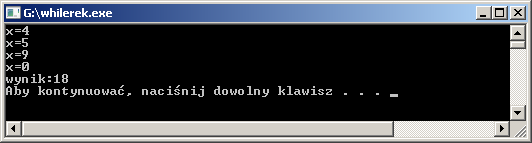 G:\whilerek.exe
x=4
x=5
x=9
x=0
wynik:18
Aby kontynuować, naciśnij dowolny klawisz . . . _